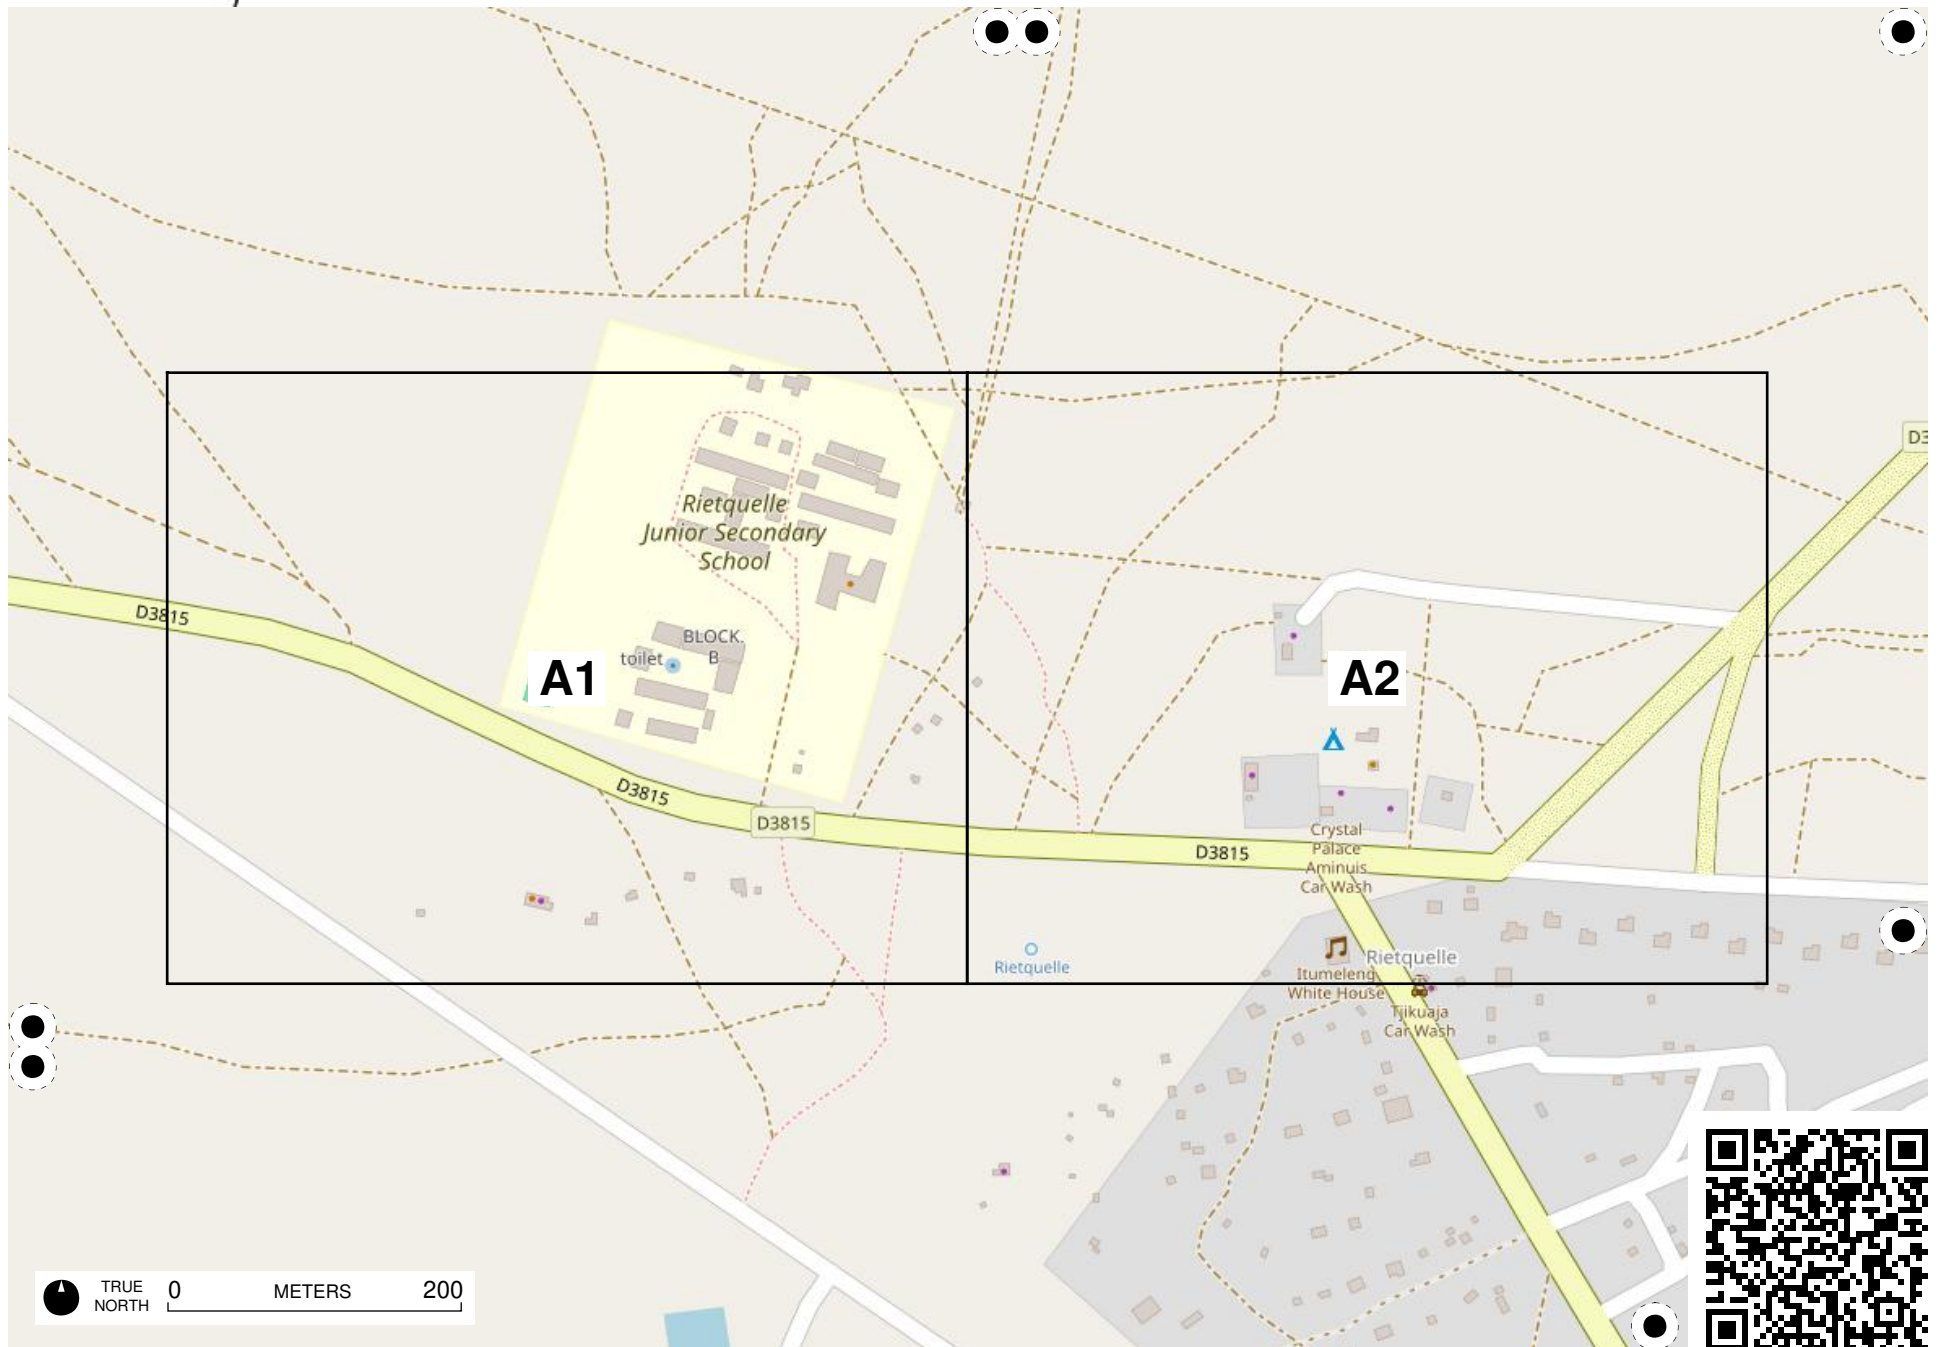 D3
Rietquelle
Junior Secondary
School
D3815
BLOCK.
B
toilet
A1
A2
D3815
D3815
D3815
Crystal
Palace
Aminuis
Car Wash
Rietquelle
Rietquelle
Itumeleng
White House
Tjikuaja
Car Wash
TRUE
NORTH
0 METERS 200